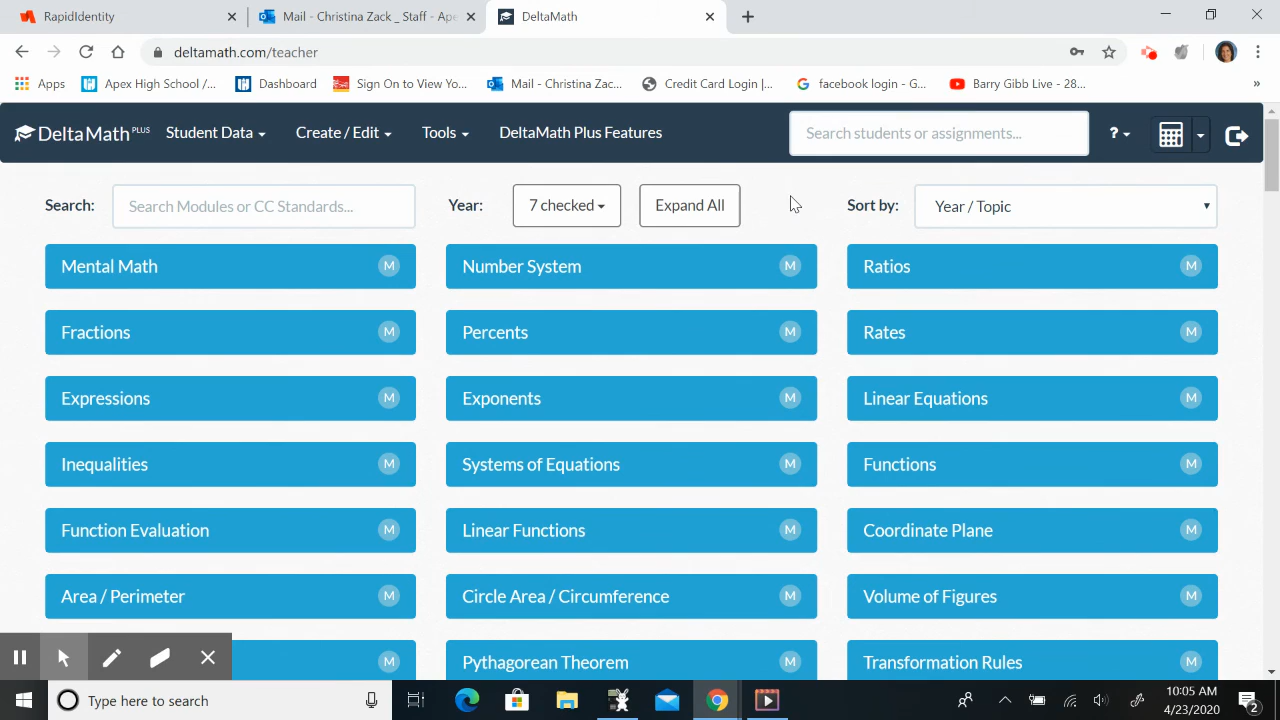 RapidIdentity
Mail - Christina Zack _ Staff - Ape
DeltaMath
deltamath.com/teacher
Apps
Apex High School /...
Dashboard
Sign On to View Yo...
Mail - Christina Zac...
Credit Card Login |...
facebook login - G...
Barry Gibb Live - 28...
»
DeltaMath PLUS
Student Data
Create / Edit
Tools
DeltaMath Plus Features
Search students or assignments...
?
Search:
Search Modules or CC Standards...
Year:
7 checked
Expand All
Sort by:
Year / Topic
Mental Math M
Number System M
Ratios M
Fractions M
Percents M
Rates M
Expressions M
Exponents M
Linear Equations M
Inequalities M
Systems of Equations M
Functions M
Function Evaluation M
Linear Functions M
Coordinate Plane M
Area / Perimeter M
Circle Area / Circumference M
Volume of Figures M
M
Pythagorean Theorem M
Transformation Rules M
Type here to search
10:05 AM
4/23/2020
2